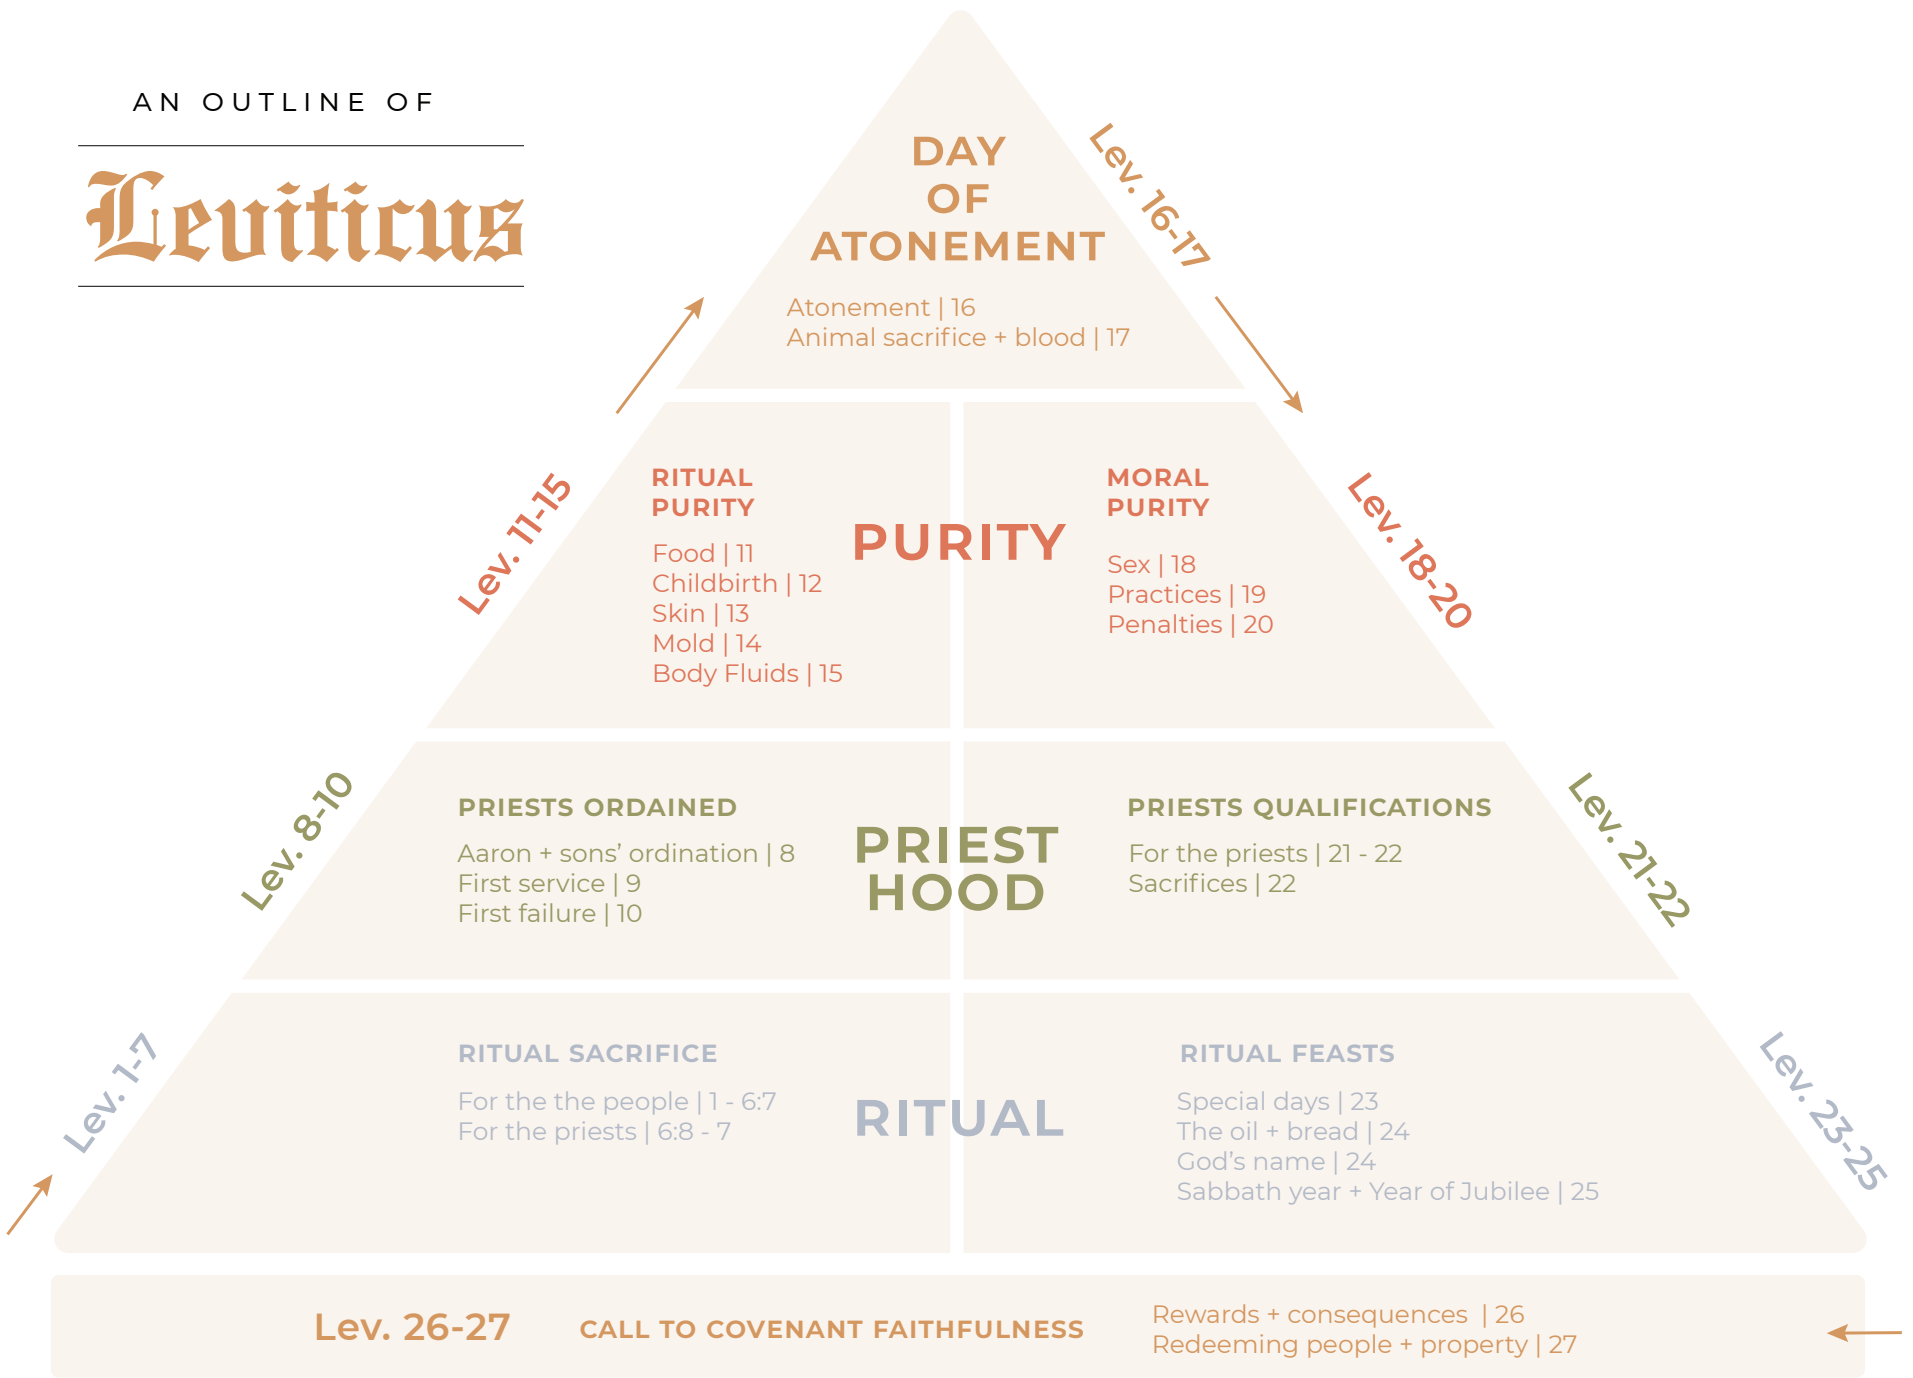 AN OUTLINE OF
Leviticus
DAY
OF
ATONEMENT
Atonement | 16
Animal sacrifice + blood | 17
Lev. 16-17
Lev. 11-15
RITUAL
PURITY
Food | 11
Childbirth | 12
Skin | 13
Mold | 14
Body Fluids | 15
PURITY
MORAL
PURITY
Sex | 18
Practices | 19
Penalties | 20
Lev. 18-20
Lev. 8-10
PRIESTS ORDAINED
Aaron + sons’ ordination | 8
First service | 9
First failure | 10
PRIEST
HOOD
PRIESTS QUALIFICATIONS
For the priests | 21 - 22
Sacrifices | 22
Lev. 21-22
Lev. 1-7
RITUAL SACRIFICE
For the the people | 1 - 6:7
For the priests | 6:8 - 7
RITUAL
RITUAL FEASTS
Special days | 23
The oil + bread | 24
God’s name | 24
Sabbath year + Year of Jubilee | 25
Lev. 23-25
Lev. 26-27
CALL TO COVENANT FAITHFULNESS
Rewards + consequences | 26
Redeeming people + property | 27